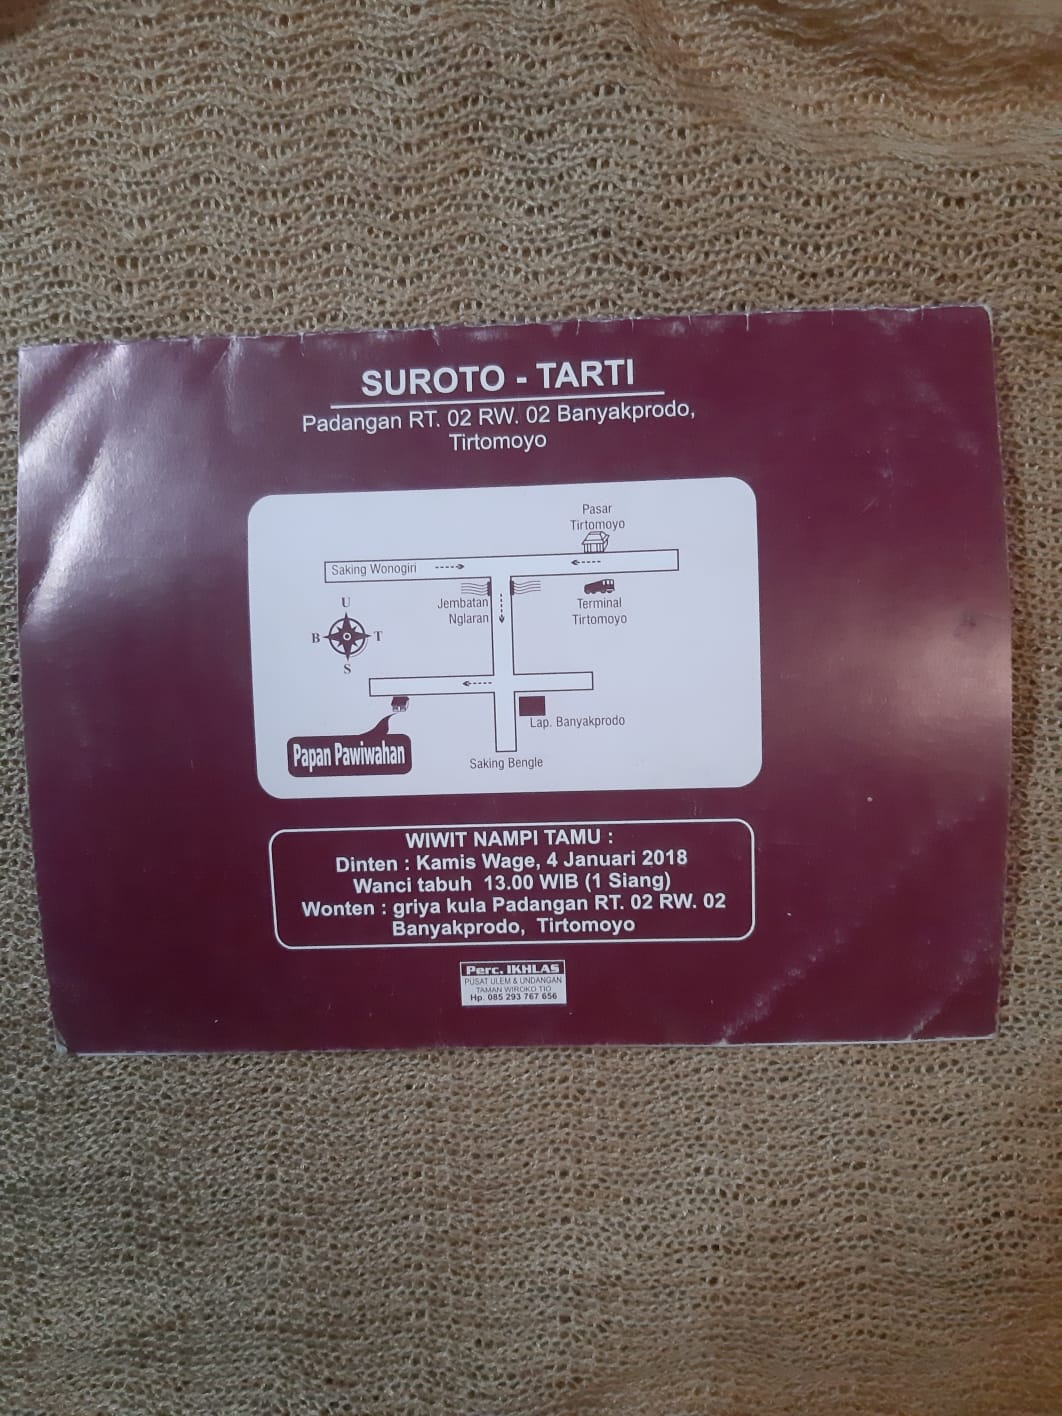 SUROTO - TARTI
Padangan RT. 02 RW. 02 Banyakprodo,
Tirtomoyo
Pasar
Tirtomoyo
Saking Wonogiri
Jembatan
Nglaran
Terminal
Tirtomoyo
U
B
T
S
Lap. Banyakprodo
Papan Pawiwahan
Saking Bengle
WIWIT NAMPI TAMU :
Dinten : Kamis Wage, 4 Januari 2018
Wanci tabuh 13.00 WIB (1 Siang)
Wonten : griya kula Padangan RT. 02 RW. 02
Banyakprodo, Tirtomoyo
Perc. IKHLAS
PUSAT ULEM & UNDANGAN
TAMAN WIROKO TIO
Hp. 085 293 767 656